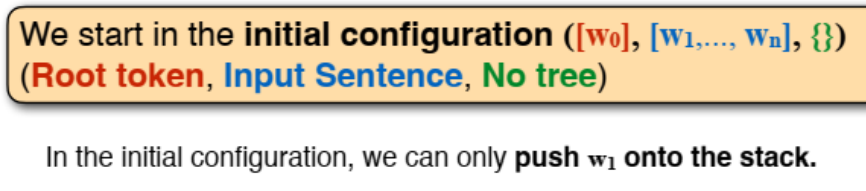 We start in the initial configuration ([w₀], [w₁,..., wₙ], {})
(Root token, Input Sentence, No tree)
In the initial configuration, we can only push w₁ onto the stack.